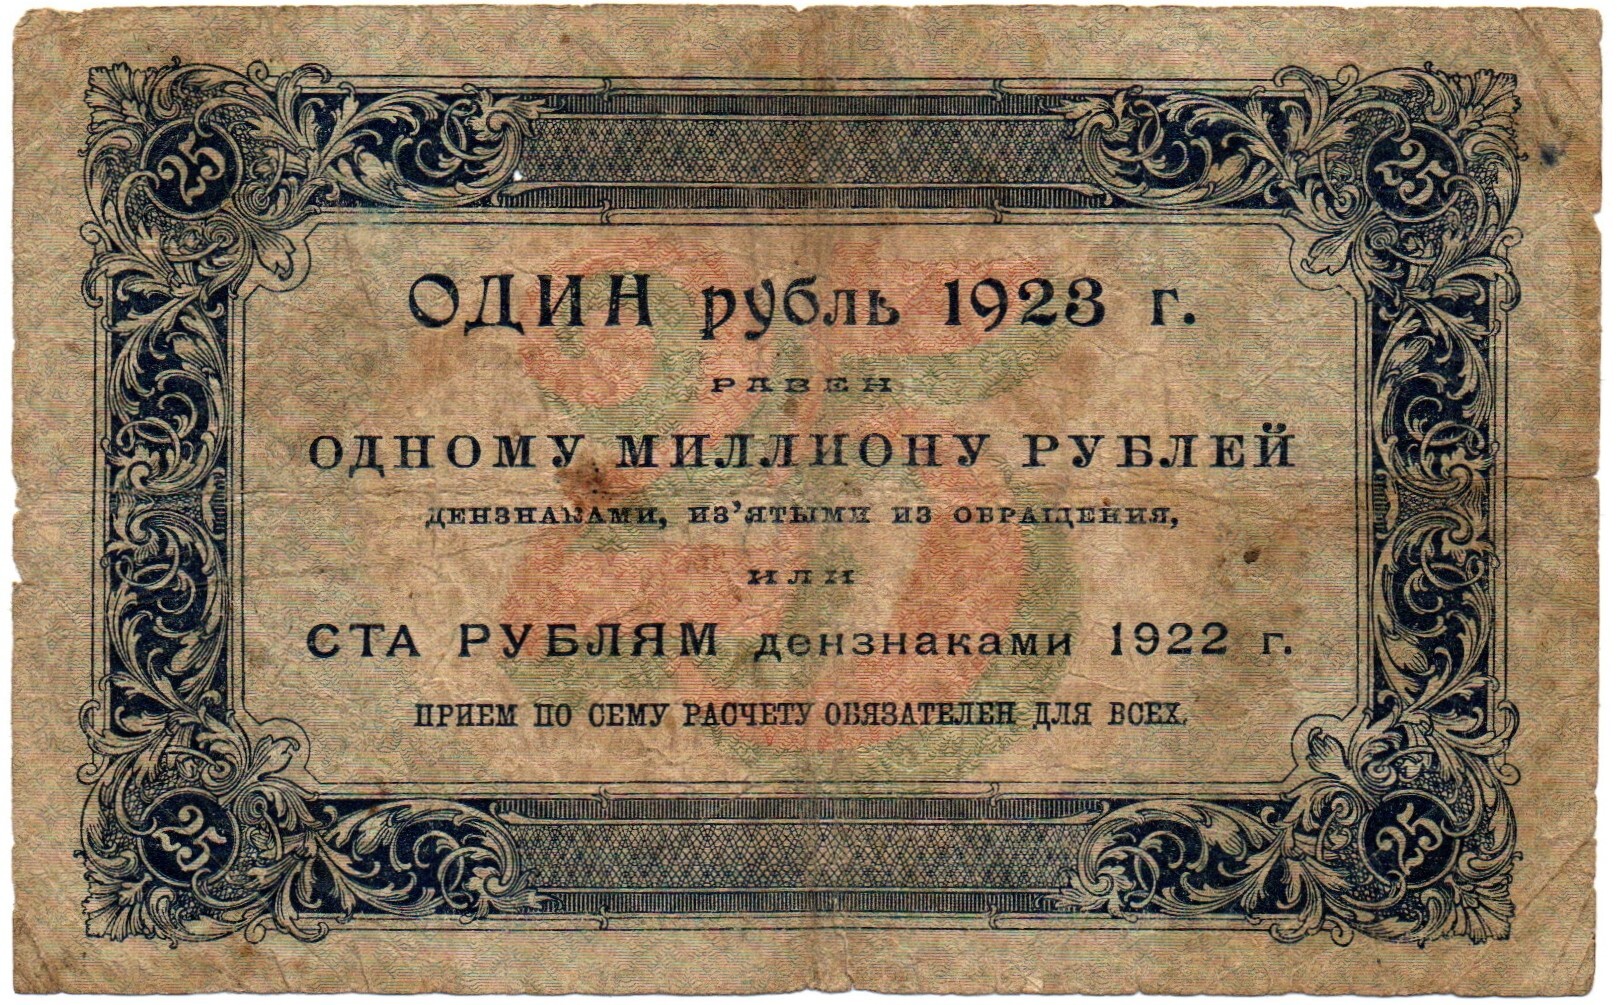 25 25
ОДИН рубль 1923 г.
РАВЕН
ОДНОМУ МИЛЛИОНУ РУБЛЕЙ
ДЕНЗНАКАМИ, ИЗ’ЯТЫМИ ИЗ ОБРАЩЕНИЯ,
ИЛИ
СТА РУБЛЯМ дензнаками 1922 г.
ПРИЕМ ПО СЕМУ РАСЧЕТУ ОБЯЗАТЕЛЕН ДЛЯ ВСЕХ.
25
25 25